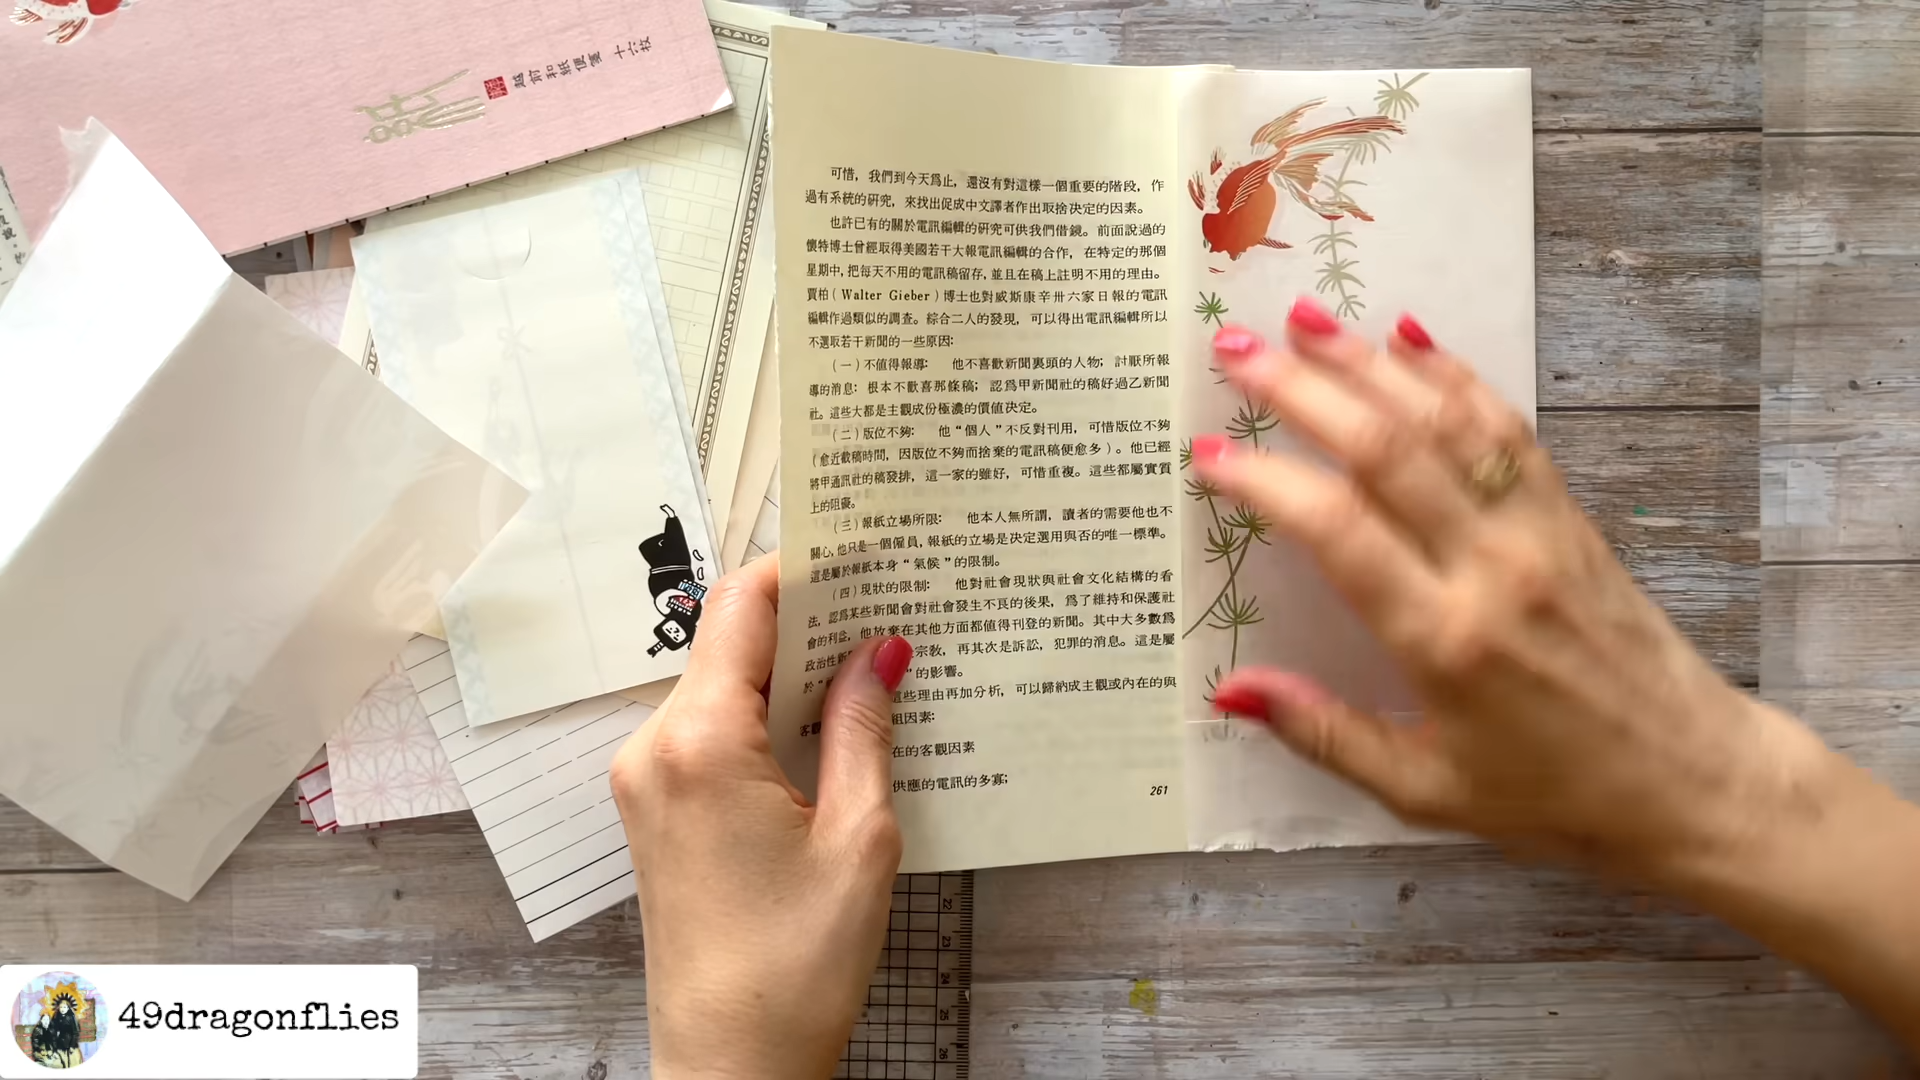 越前和紙便箋 十六枚
可惜，我們到今天爲止，還沒有對這樣一個重要的階段，作
過有系統的研究，來找出促成中文譯者作出取捨決定的因素。
也許已有的關於電訊編輯的研究可供我們借鏡。前面說過的
懷特博士曾經取得美國若干大報電訊編輯的合作，在特定的那個
星期中，把每天不用的電訊稿留存，並且在稿上註明不用的理由。
賈柏（Walter Gieber）博士也對威斯康辛卅六家日報的電訊
編輯作過類似的調查。綜合二人的發現，可以得出電訊編輯所以
不選取若干新聞的一些原因：
（一）不值得報導： 他不喜歡新聞裏頭的人物；討厭所報
導的消息；根本不歡喜那條稿；認爲甲新聞社的稿好過乙新聞
社。這些大都是主觀成份極濃的價值決定。
（二）版位不夠： 他“個人”不反對刊用，可惜版位不夠
（愈近截稿時間，因版位不夠而捨棄的電訊稿便愈多）。他已經
將甲通訊社的稿發排，這一家的雖好，可惜重複。這些都屬實質
上的阻礙。
（三）報紙立場所限： 他本人無所謂，讀者的需要他也不
關心，他只是一個僱員，報紙的立場是決定選用與否的唯一標準。
這是屬於報紙本身“氣候”的限制。
（四）現狀的限制： 他對社會現狀與社會文化結構的看
法，認爲某些新聞會對社會發生不良的後果，爲了維持和保護社
會的利益，他放棄在其他方面都值得刊登的新聞。其中大多數爲
政治性新 宗教，再其次是訴訟，犯罪的消息。這是屬
於“ ”的影響。
這些理由再加分析，可以歸納成主觀或內在的與
客觀 組因素：
在的客觀因素
供應的電訊的多寡；
261
22
23
24
25
26
49dragonflies